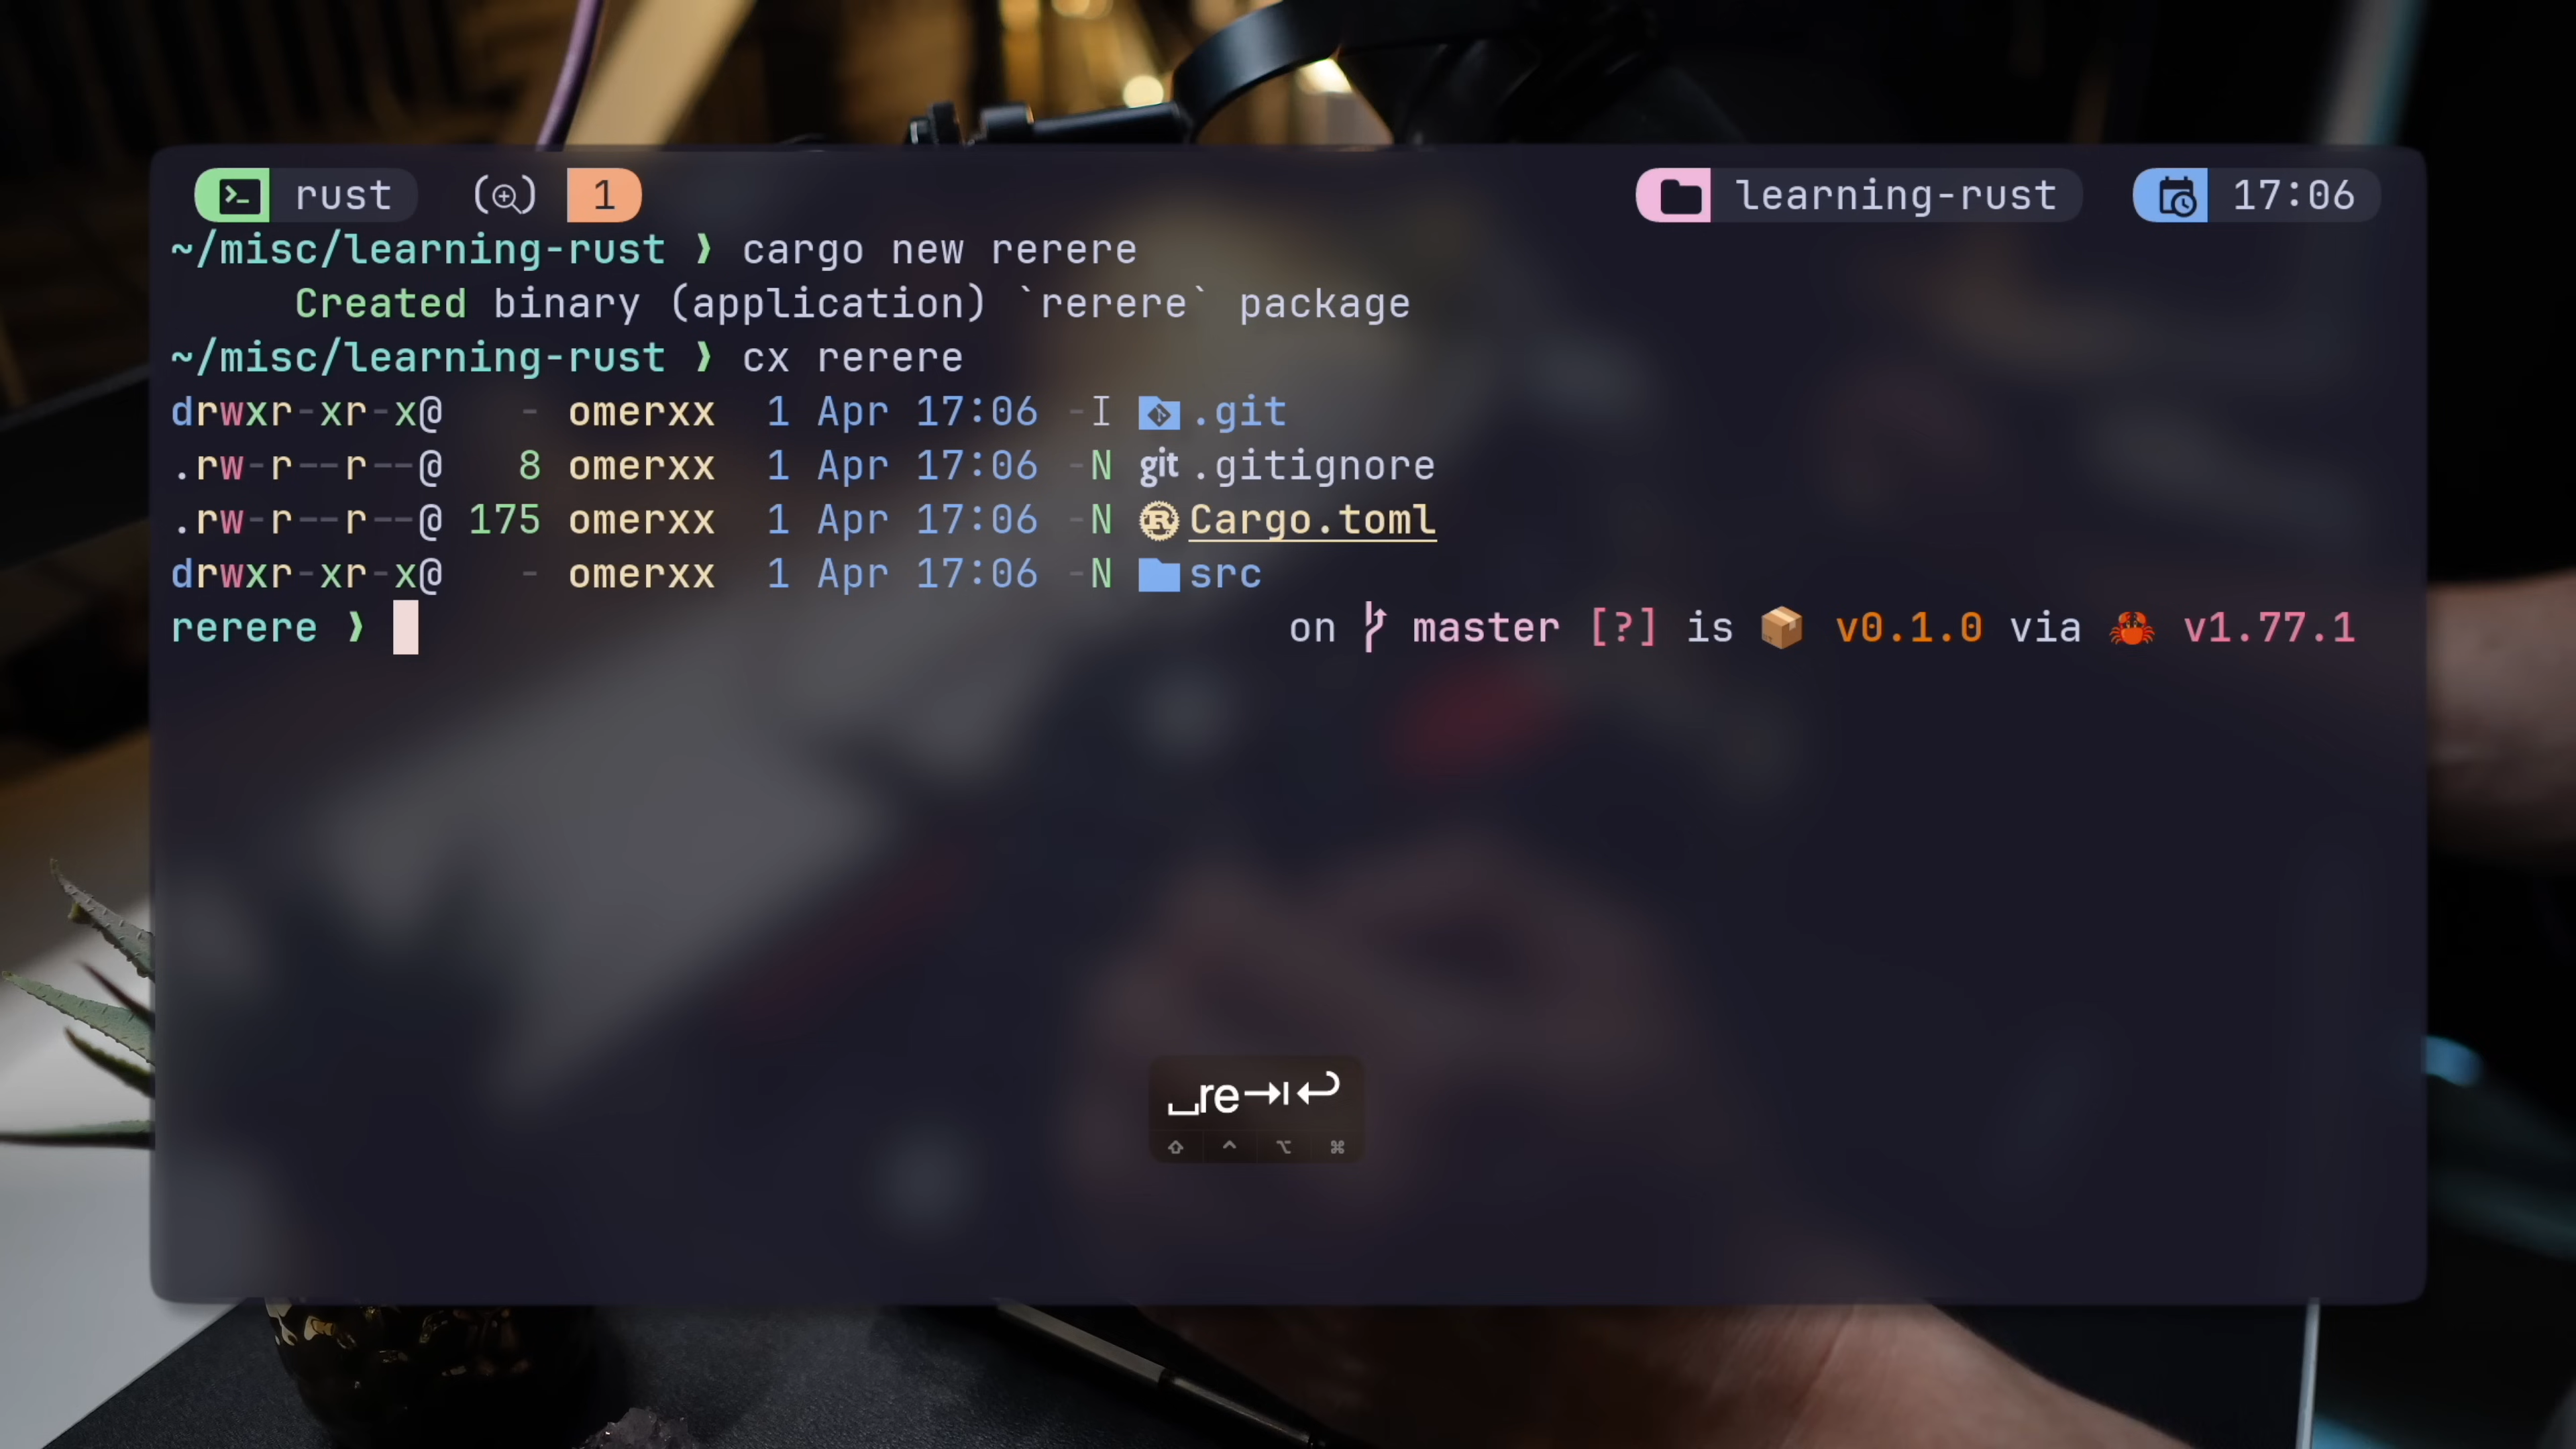 rust 1 learning-rust 17:06
~/misc/learning-rust ❯ cargo new rerere
Created binary (application) `rerere` package
~/misc/learning-rust ❯ cx rerere
drwxr-xr-x@ - omerxx 1 Apr 17:06 -I .git
.rw-r--r--@ 8 omerxx 1 Apr 17:06 -N git .gitignore
.rw-r--r--@ 175 omerxx 1 Apr 17:06 -N Cargo.toml
drwxr-xr-x@ - omerxx 1 Apr 17:06 -N src
rerere ❯ on master [?] is 📦 v0.1.0 via 🦀 v1.77.1
␣re⇥↩
⇧ ⌃ ⌥ ⌘